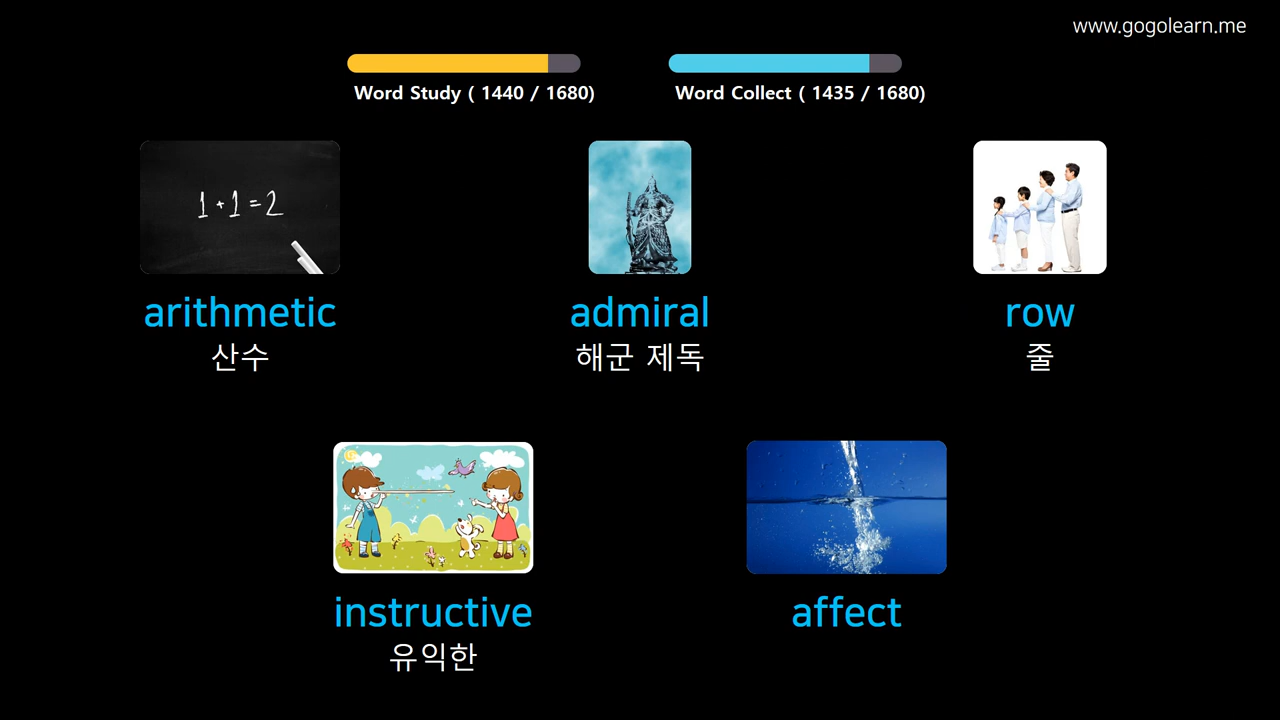 www.gogolearn.me
Word Study ( 1440 / 1680)
Word Collect ( 1435 / 1680)
1+1=2
arithmetic
산수
admiral
해군 제독
row
줄
instructive
유익한
affect